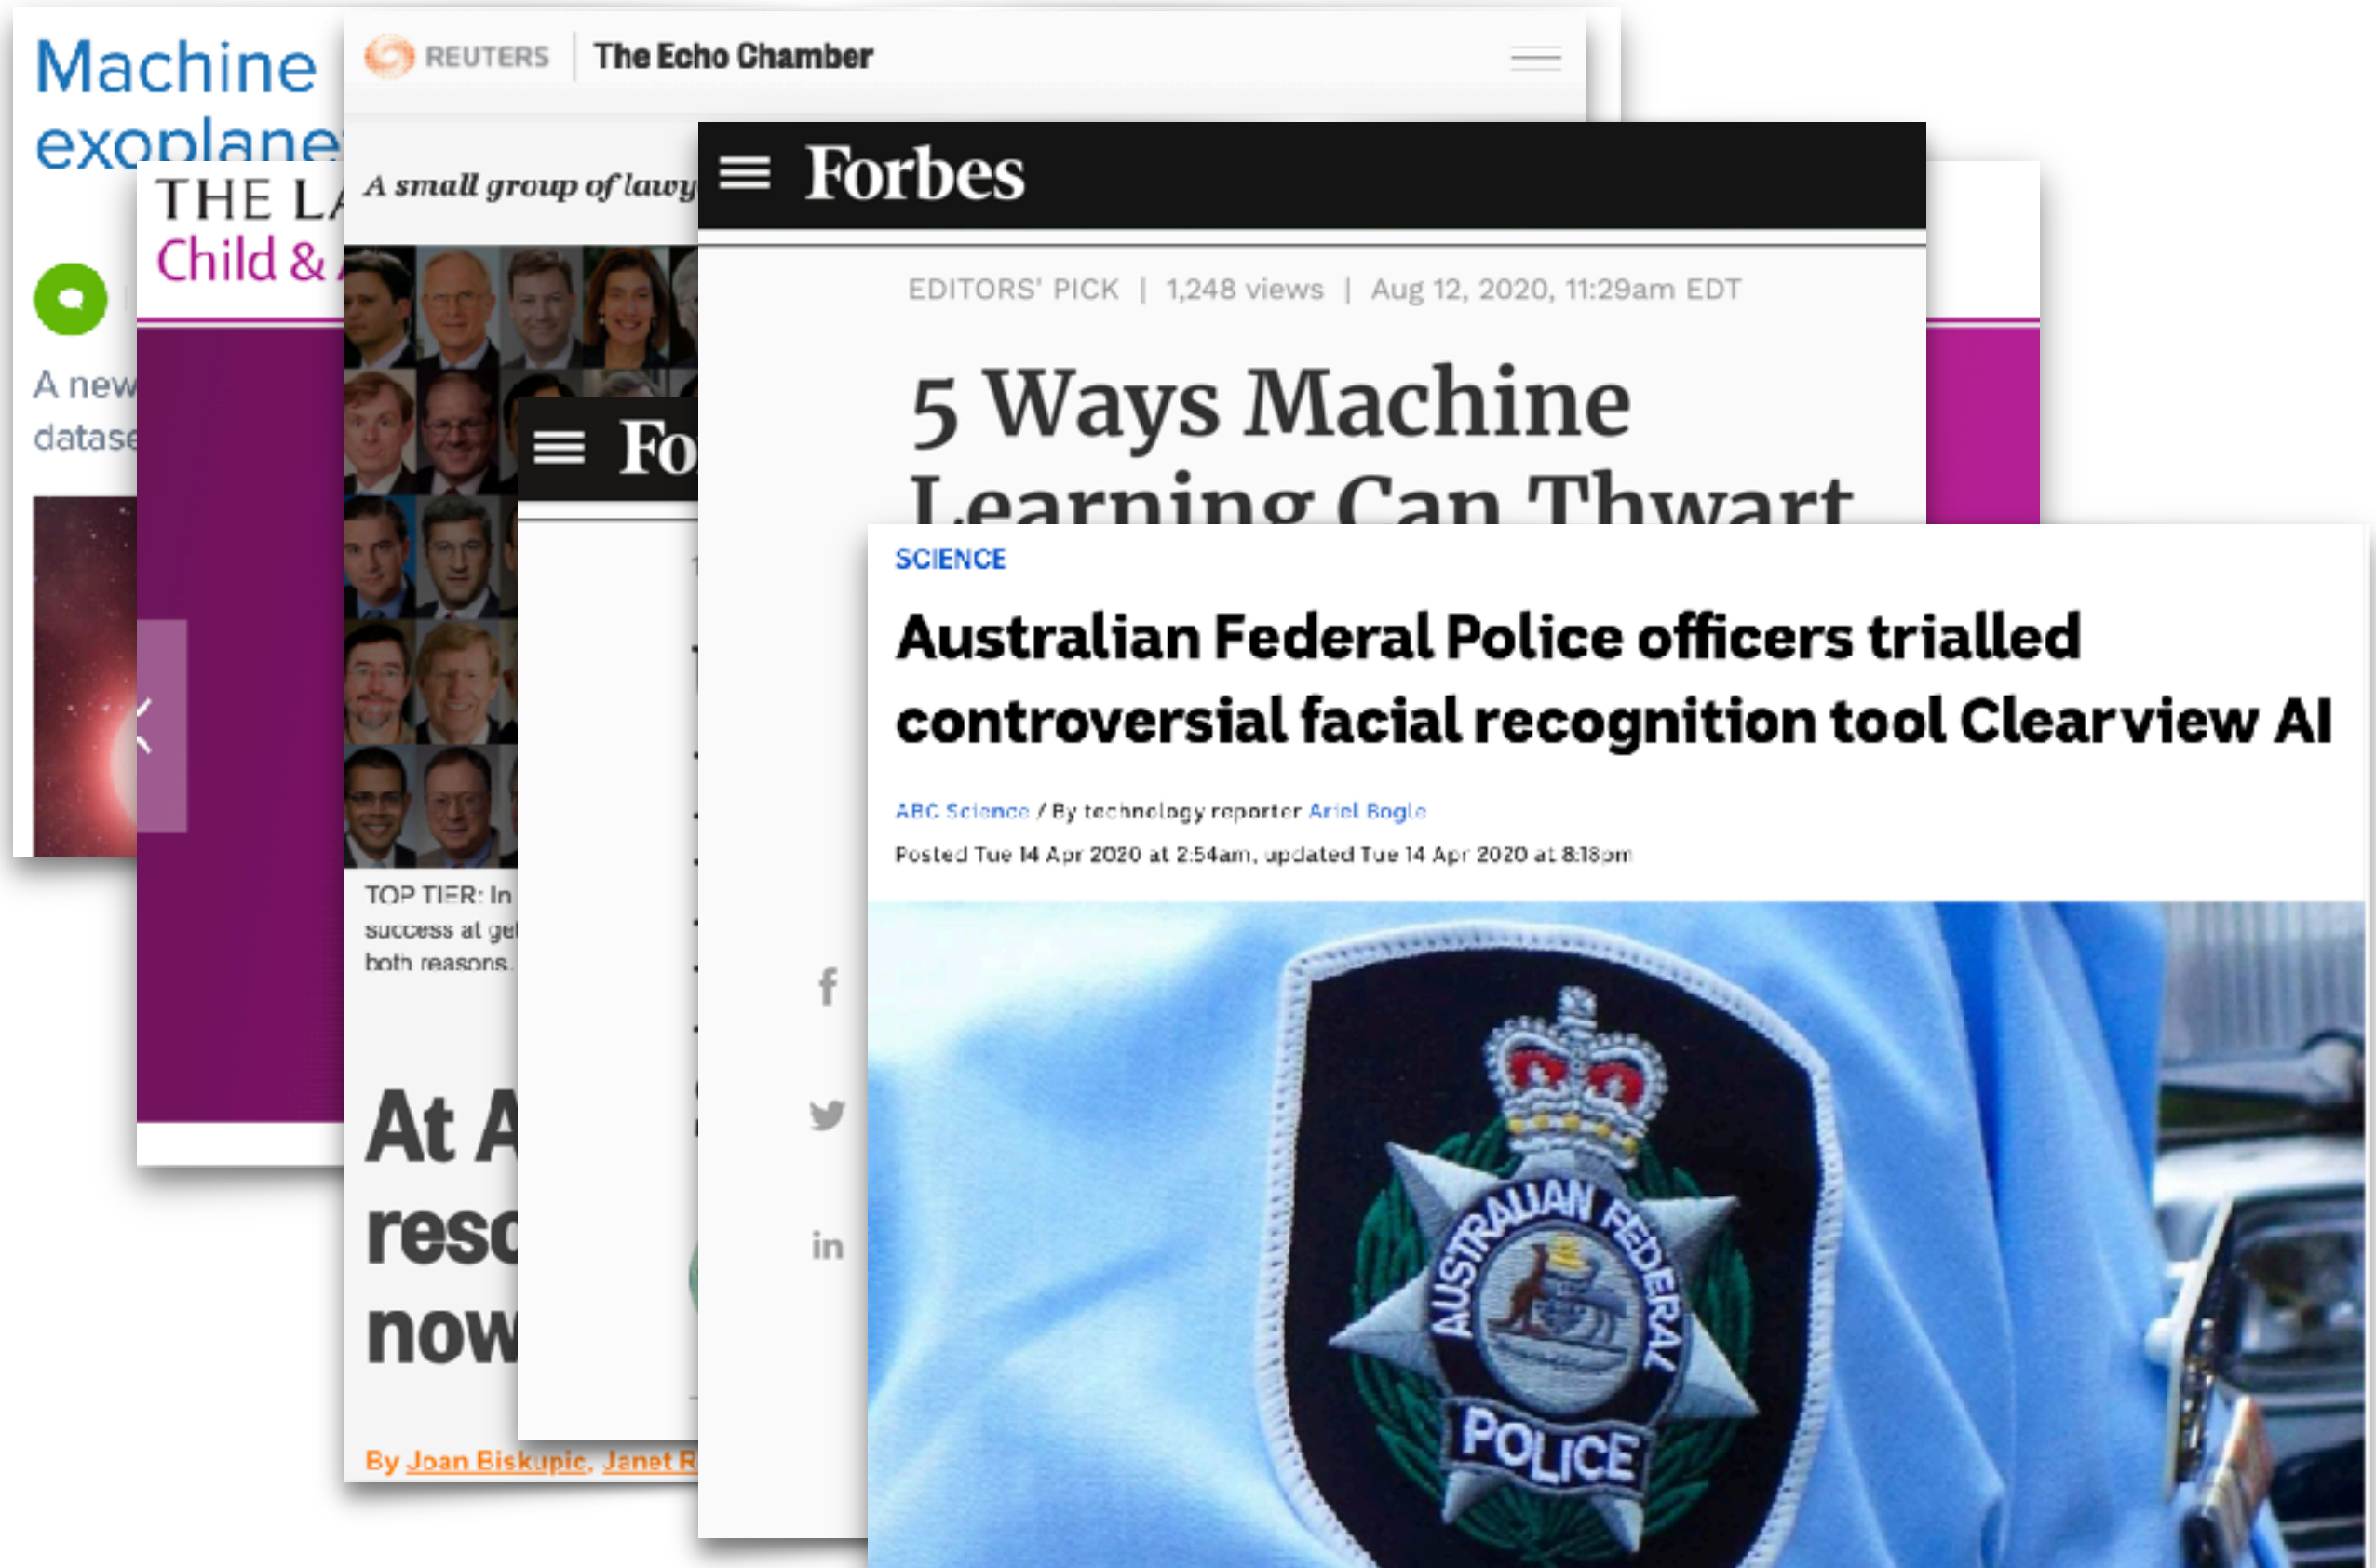 Machine
exoplane
A new
datase
THE LA
Child &
REUTERS
The Echo Chamber
A small group of lawy
TOP TIER: In
success at gel
both reasons.
At A
reso
now
By Joan Biskupic, Janet R
Fo
Forbes
EDITORS' PICK | 1,248 views | Aug 12, 2020, 11:29am EDT
5 Ways Machine
Learning Can Thwart
f
in
SCIENCE
Australian Federal Police officers trialled
controversial facial recognition tool Clearview AI
ABC Science / By technology reporter Ariel Bogle
Posted Tue 14 Apr 2020 at 2:54am, updated Tue 14 Apr 2020 at 8:18pm
AUSTRALIAN FEDERAL
POLICE